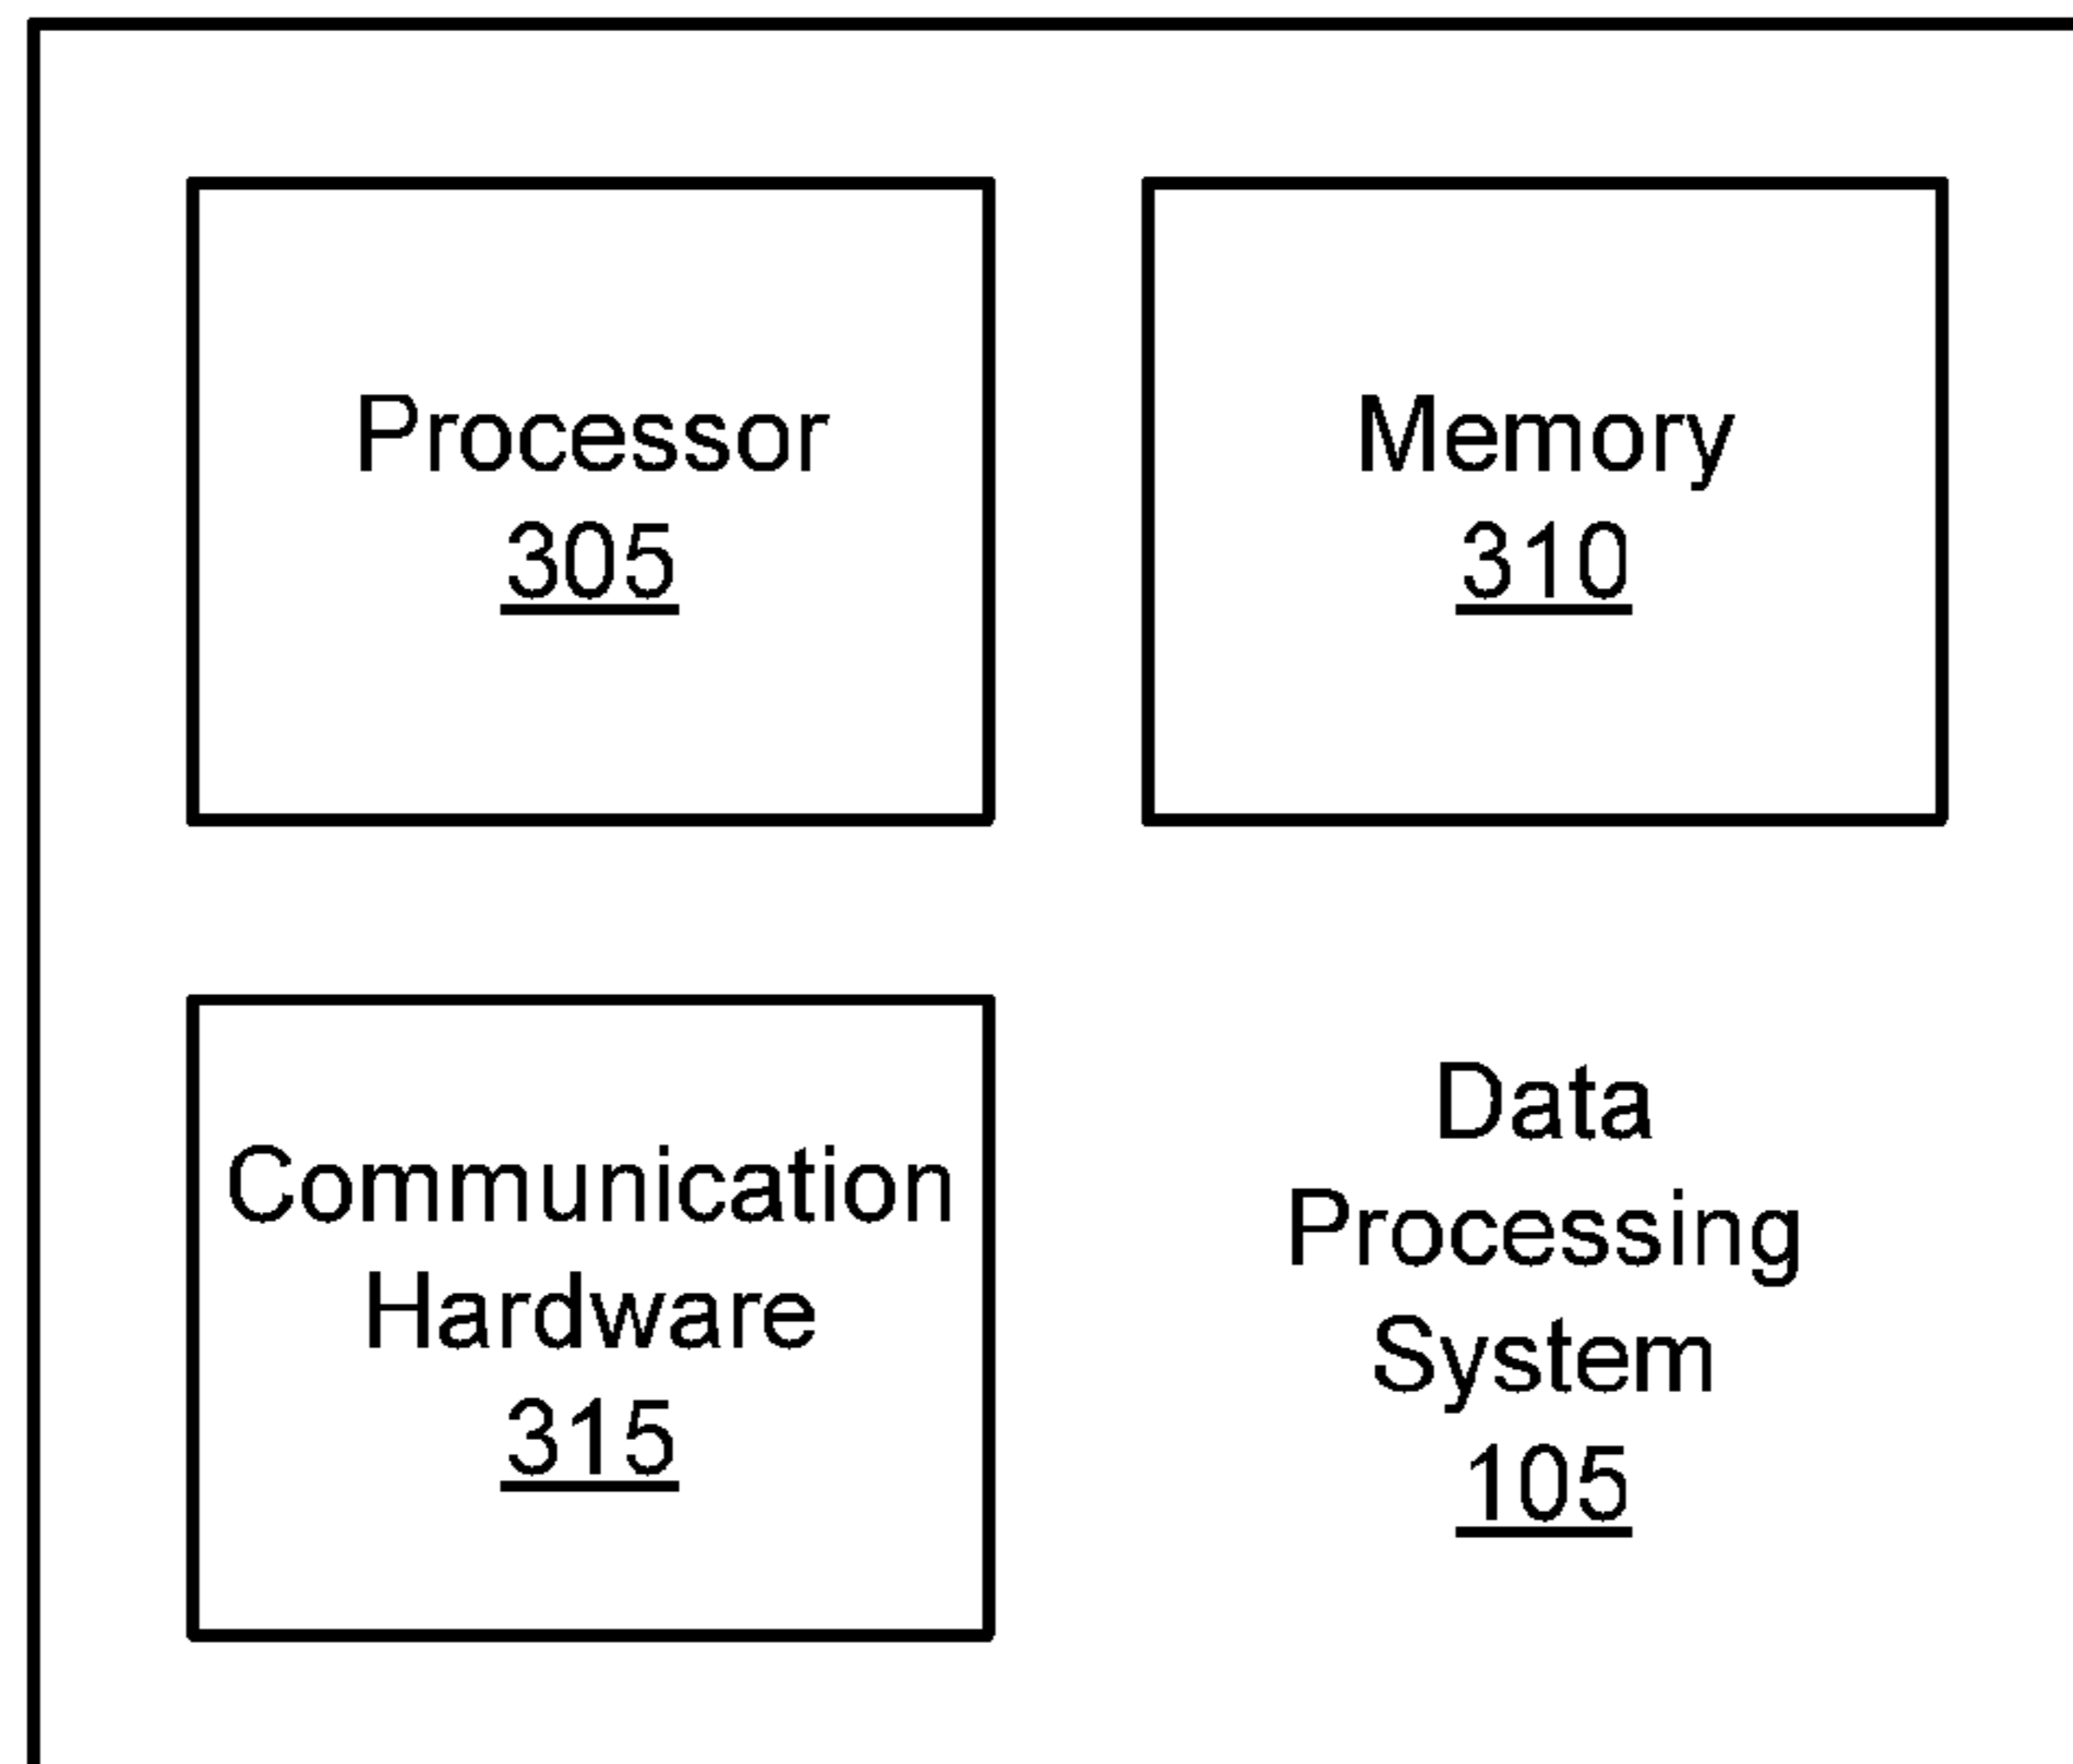 Processor
305
Memory
310
Communication
Hardware
315
Data
Processing
System
105